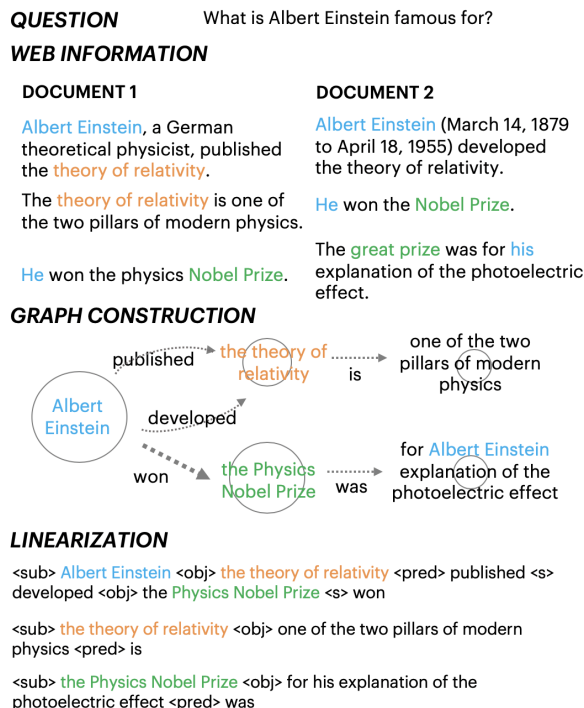 QUESTION What is Albert Einstein famous for?
WEB INFORMATION
DOCUMENT 1
Albert Einstein, a German
theoretical physicist, published
the theory of relativity.
The theory of relativity is one of
the two pillars of modern physics.
He won the physics Nobel Prize.
DOCUMENT 2
Albert Einstein (March 14, 1879
to April 18, 1955) developed
the theory of relativity.
He won the Nobel Prize.
The great prize was for his
explanation of the photoelectric
effect.
GRAPH CONSTRUCTION
Albert
Einstein
published
developed
won
the theory of
relativity
is
one of the two
pillars of modern
physics
the Physics
Nobel Prize
was
for Albert Einstein
explanation of the
photoelectric effect
LINEARIZATION
<sub> Albert Einstein <obj> the theory of relativity <pred> published <s>
developed <obj> the Physics Nobel Prize <s> won
<sub> the theory of relativity <obj> one of the two pillars of modern
physics <pred> is
<sub> the Physics Nobel Prize <obj> for his explanation of the
photoelectric effect <pred> was